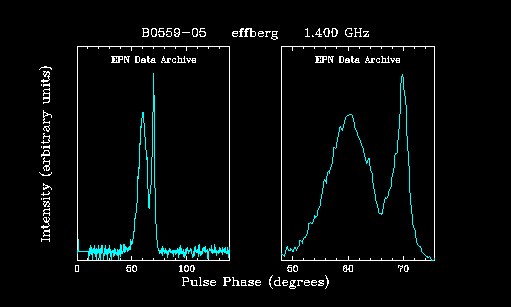 B0559-05 effberg 1.400 GHz
EPN Data Archive EPN Data Archive
Intensity (arbitrary units)
0 50 100 50 60 70
Pulse Phase (degrees)